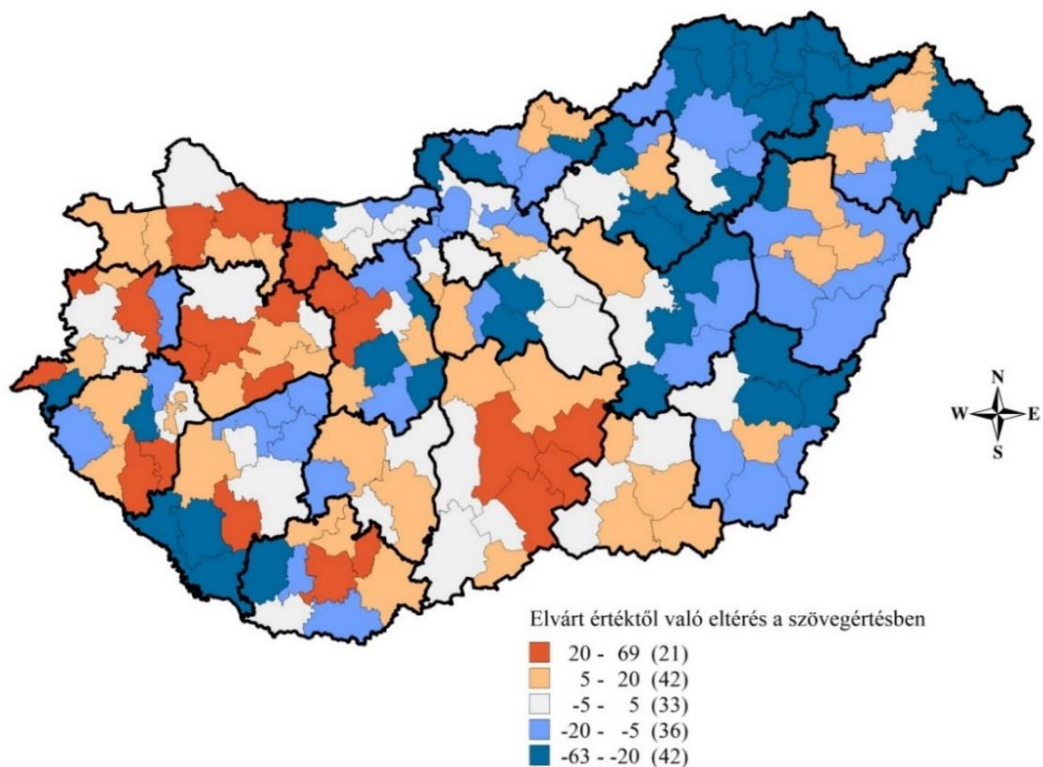 N
W E
S
Elvárt értéktől való eltérés a szövegértésben
20 - 69 (21)
5 - 20 (42)
-5 - 5 (33)
-20 - -5 (36)
-63 - -20 (42)